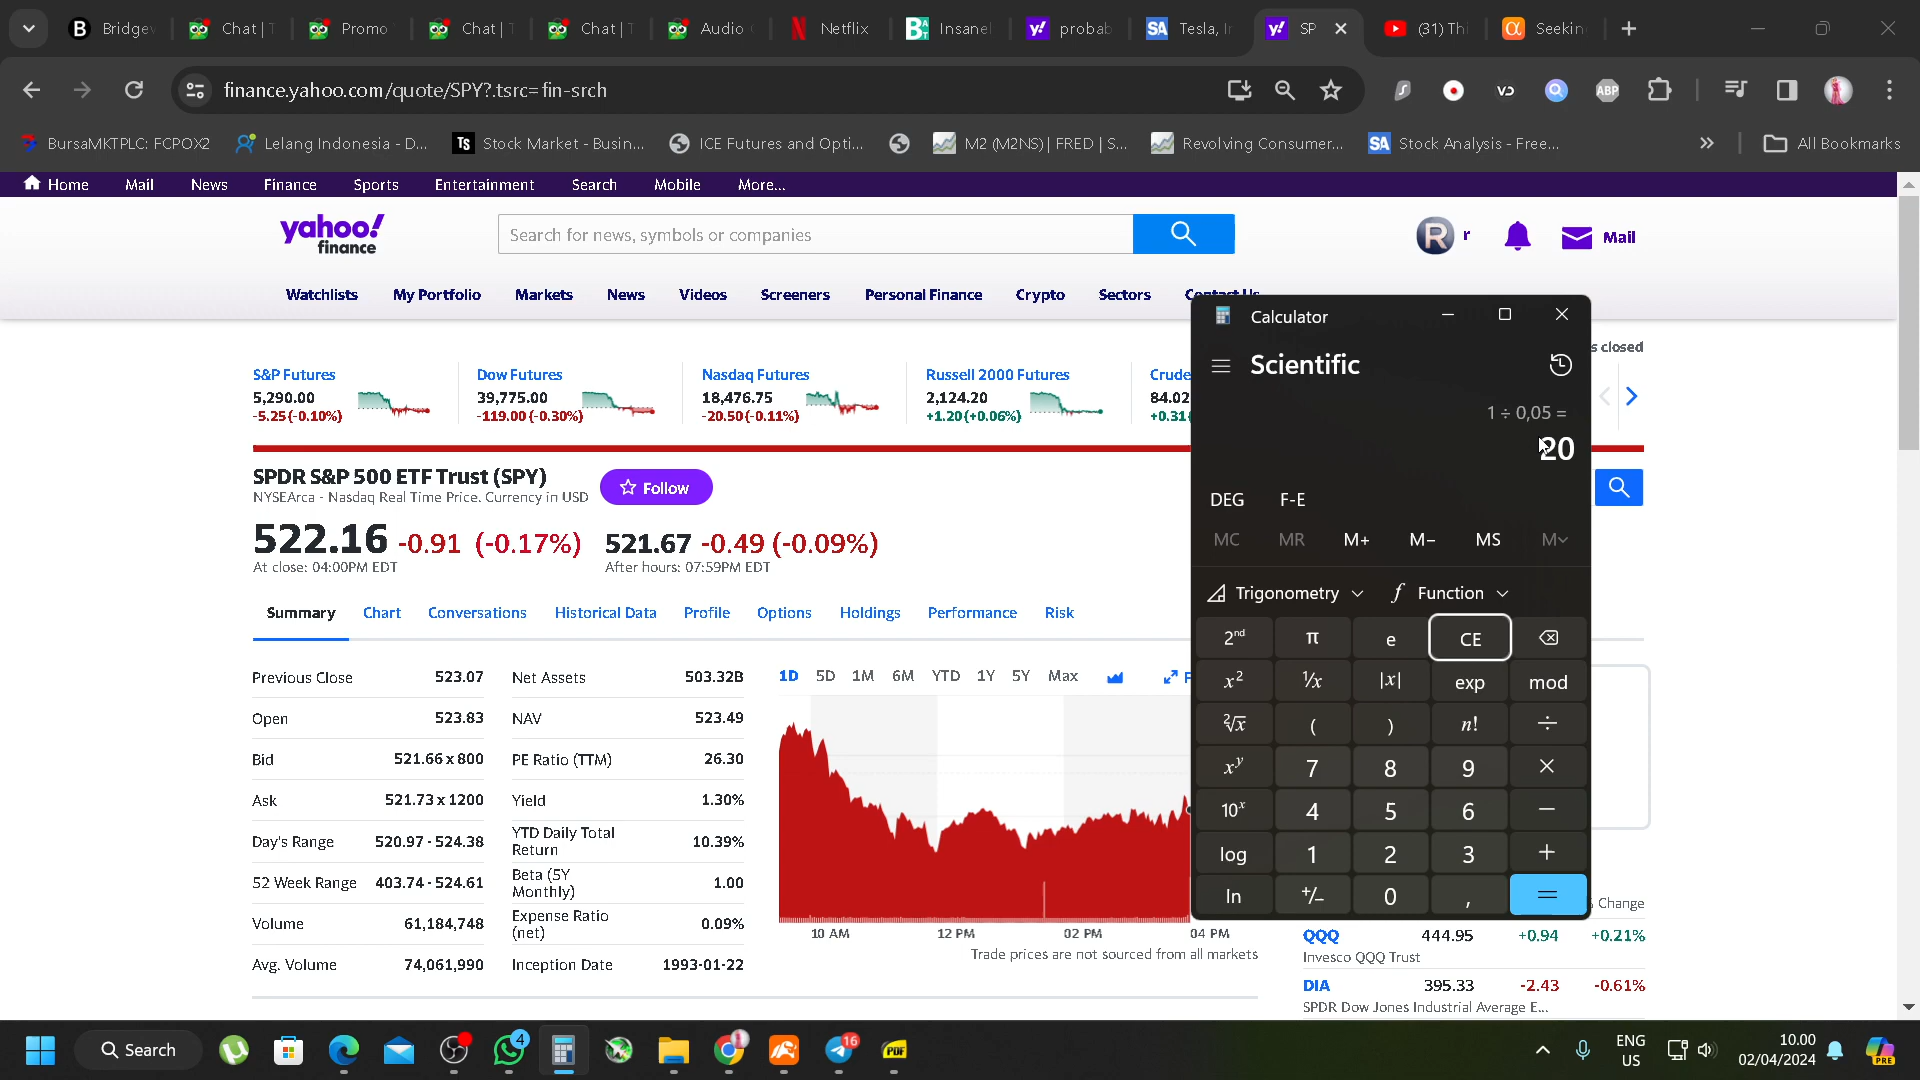 Bridgew
Chat | T
Promo
Chat | T
Chat | T
Audio
Netflix
Insanel
probab
Tesla, In
SP
(31) Thi
Seekin
finance.yahoo.com/quote/SPY?.tsrc=fin-srch
BursaMKTPLC: FCPOX2
Lelang Indonesia - D...
Stock Market - Busin...
ICE Futures and Opti...
M2 (M2NS) | FRED | S...
Revolving Consumer...
Stock Analysis - Free...
All Bookmarks
Home Mail News Finance Sports Entertainment Search Mobile More...
yahoo!
finance
Search for news, symbols or companies
R r
Mail
Watchlists My Portfolio Markets News Videos Screeners Personal Finance Crypto Sectors Contact Us
s closed
S&P Futures
5,290.00
-5.25 (-0.10%)
Dow Futures
39,775.00
-119.00 (-0.30%)
Nasdaq Futures
18,476.75
-20.50 (-0.11%)
Russell 2000 Futures
2,124.20
+1.20 (+0.06%)
Crude
84.02
+0.31
SPDR S&P 500 ETF Trust (SPY)
NYSEArca - Nasdaq Real Time Price. Currency in USD
Follow
522.16 -0.91 (-0.17%)
At close: 04:00PM EDT
521.67 -0.49 (-0.09%)
After hours: 07:59PM EDT
Summary Chart Conversations Historical Data Profile Options Holdings Performance Risk
Previous Close 523.07
Open 523.83
Bid 521.66 x 800
Ask 521.73 x 1200
Day's Range 520.97 - 524.38
52 Week Range 403.74 - 524.61
Volume 61,184,748
Avg. Volume 74,061,990
Net Assets 503.32B
NAV 523.49
PE Ratio (TTM) 26.30
Yield 1.30%
YTD Daily Total
Return 10.39%
Beta (5Y
Monthly) 1.00
Expense Ratio
(net) 0.09%
Inception Date 1993-01-22
1D 5D 1M 6M YTD 1Y 5Y Max F
10 AM 12 PM 02 PM 04 PM
Trade prices are not sourced from all markets
Calculator
Scientific
1 ÷ 0,05 =
20
DEG F-E
MC MR M+ M− MS M
Trigonometry Function
2nd π e CE
x² ¹/x |x| exp mod
²√x ( ) n! ÷
xʸ 7 8 9 ×
10ˣ 4 5 6 −
log 1 2 3 +
ln +/− 0 , =
Change
QQQ 444.95 +0.94 +0.21%
Invesco QQQ Trust
DIA 395.33 -2.43 -0.61%
SPDR Dow Jones Industrial Average E...
Search
4
16
PDF
ENG
US
10.00
02/04/2024
PRE